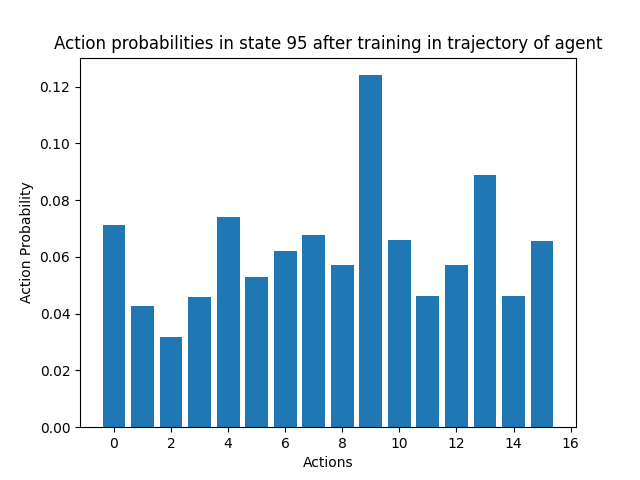 Action probabilities in state 95 after training in trajectory of agent
0.12
0.10
0.08
0.06
0.04
0.02
0.00
Action Probability
0 2 4 6 8 10 12 14 16
Actions